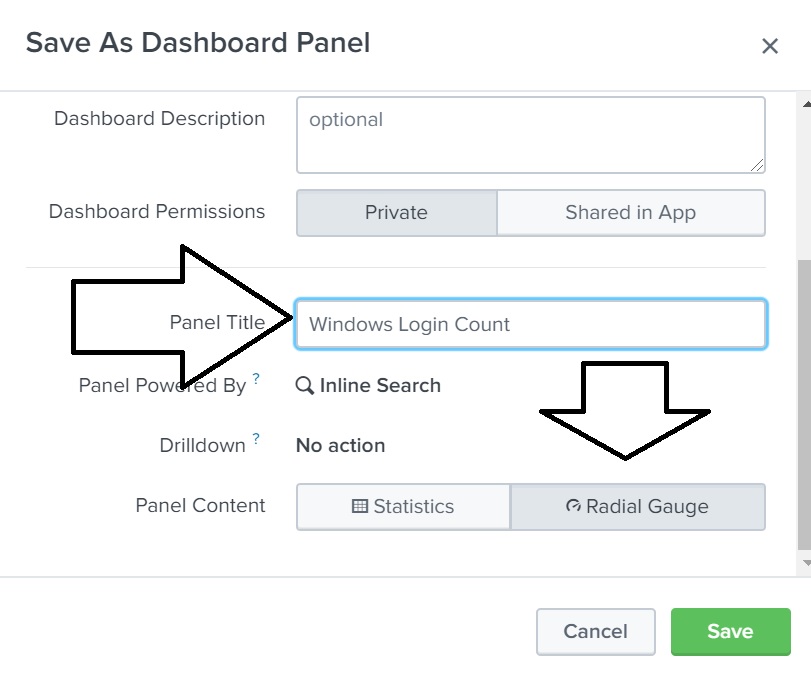 Save As Dashboard Panel
Dashboard Description
optional
Dashboard Permissions
Private
Shared in App
Panel Title
Windows Login Count
Panel Powered By ?
Inline Search
Drilldown ?
No action
Panel Content
Statistics
Radial Gauge
Cancel
Save